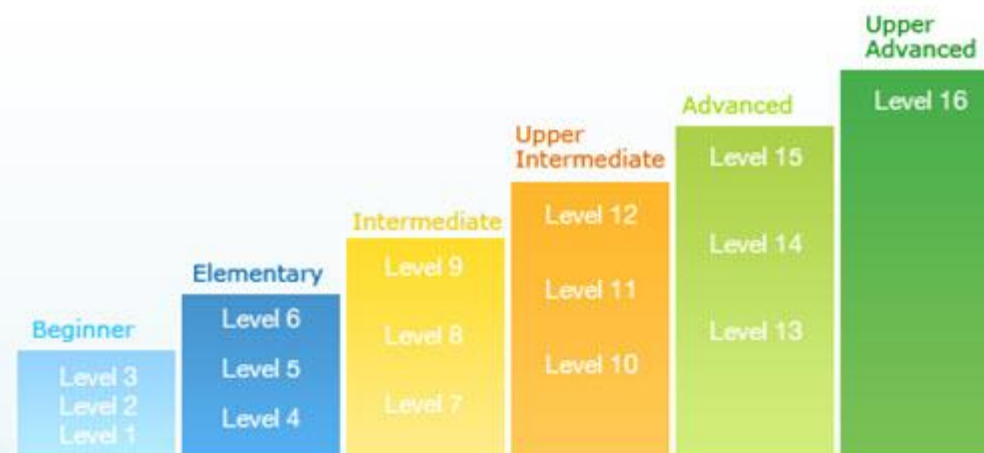 Beginner
Level 3
Level 2
Level 1
Elementary
Level 6
Level 5
Level 4
Intermediate
Level 9
Level 8
Level 7
Upper
Intermediate
Level 12
Level 11
Level 10
Advanced
Level 15
Level 14
Level 13
Upper
Advanced
Level 16